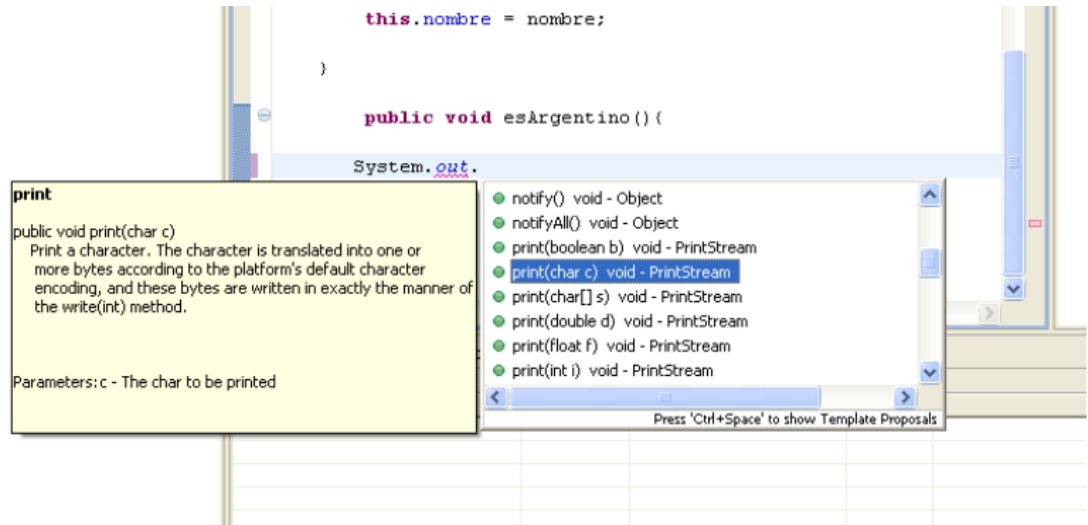 this.nombre = nombre;
}
public void esArgentino(){
System.out.
print
public void print(char c)
Print a character. The character is translated into one or
more bytes according to the platform's default character
encoding, and these bytes are written in exactly the manner of
the write(int) method.
Parameters:c - The char to be printed
notify() void - Object
notifyAll() void - Object
print(boolean b) void - PrintStream
print(char c) void - PrintStream
print(char[] s) void - PrintStream
print(double d) void - PrintStream
print(float f) void - PrintStream
print(int i) void - PrintStream
Press 'Ctrl+Space' to show Template Proposals